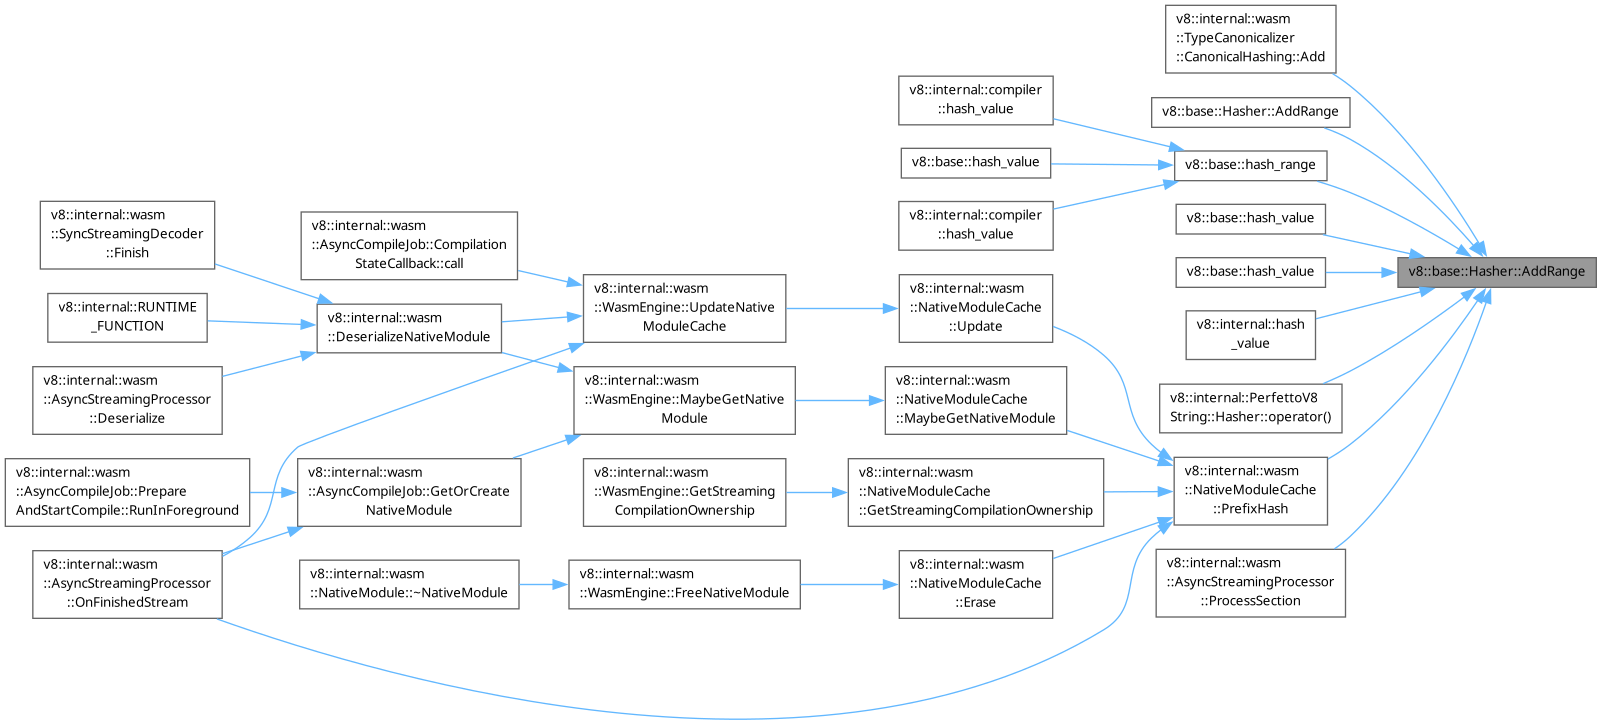 v8::internal::wasm
::TypeCanonicalizer
::CanonicalHashing::Add
v8::internal::compiler
::hash_value
v8::base::Hasher::AddRange
v8::base::hash_value
v8::base::hash_range
v8::internal::wasm
::SyncStreamingDecoder
::Finish
v8::internal::wasm
::AsyncCompileJob::Compilation
StateCallback::call
v8::internal::compiler
::hash_value
v8::base::hash_value
v8::base::hash_value
v8::base::Hasher::AddRange
v8::internal::RUNTIME
_FUNCTION
v8::internal::wasm
::DeserializeNativeModule
v8::internal::wasm
::WasmEngine::UpdateNative
ModuleCache
v8::internal::wasm
::NativeModuleCache
::Update
v8::internal::hash
_value
v8::internal::wasm
::AsyncStreamingProcessor
::Deserialize
v8::internal::wasm
::WasmEngine::MaybeGetNative
Module
v8::internal::wasm
::NativeModuleCache
::MaybeGetNativeModule
v8::internal::PerfettoV8
String::Hasher::operator()
v8::internal::wasm
::AsyncCompileJob::Prepare
AndStartCompile::RunInForeground
v8::internal::wasm
::AsyncCompileJob::GetOrCreate
NativeModule
v8::internal::wasm
::WasmEngine::GetStreaming
CompilationOwnership
v8::internal::wasm
::NativeModuleCache
::GetStreamingCompilationOwnership
v8::internal::wasm
::NativeModuleCache
::PrefixHash
v8::internal::wasm
::AsyncStreamingProcessor
::OnFinishedStream
v8::internal::wasm
::NativeModule::~NativeModule
v8::internal::wasm
::WasmEngine::FreeNativeModule
v8::internal::wasm
::NativeModuleCache
::Erase
v8::internal::wasm
::AsyncStreamingProcessor
::ProcessSection